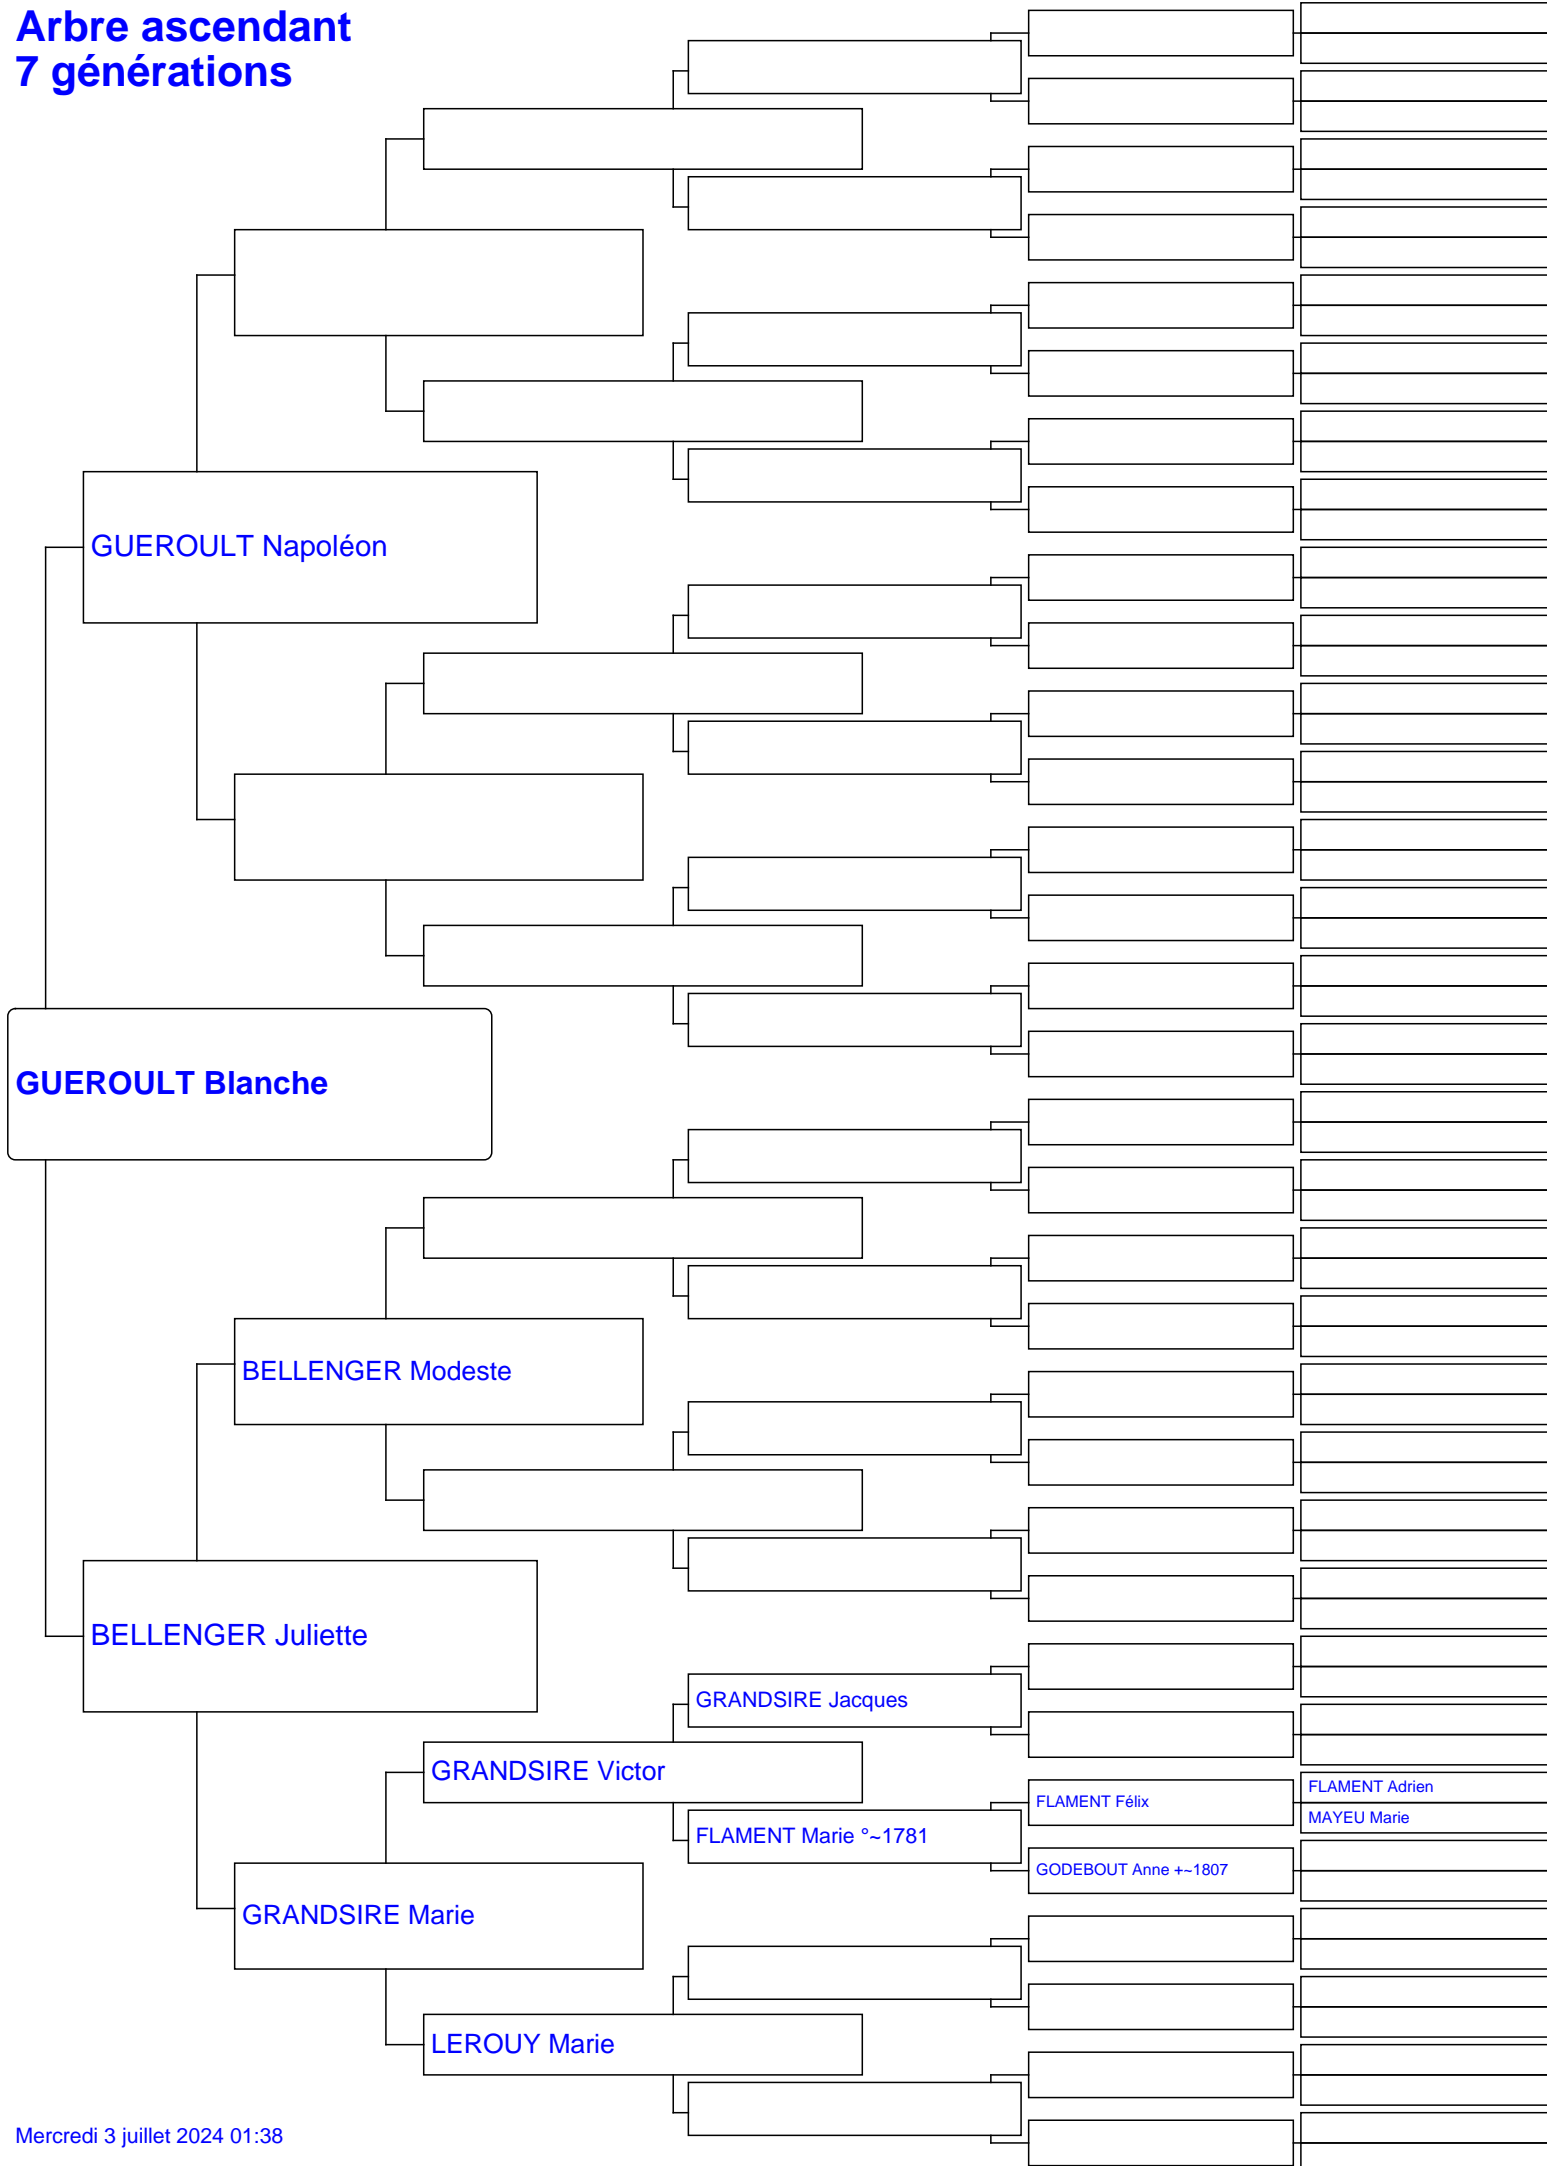 Arbre ascendant
7 générations
GUEROULT Napoléon
GUEROULT Blanche
BELLENGER Modeste
BELLENGER Juliette
GRANDSIRE Jacques
GRANDSIRE Victor
FLAMENT Adrien
FLAMENT Félix
MAYEU Marie
FLAMENT Marie °~1781
GODEBOUT Anne +~1807
GRANDSIRE Marie
LEROUY Marie
Mercredi 3 juillet 2024 01:38